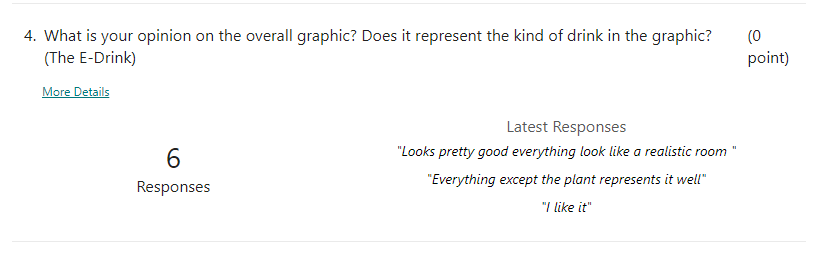 4. What is your opinion on the overall graphic? Does it represent the kind of drink in the graphic? (0
(The E-Drink) point)
More Details
6
Responses
Latest Responses
"Looks pretty good everything look like a realistic room "
"Everything except the plant represents it well"
"I like it"